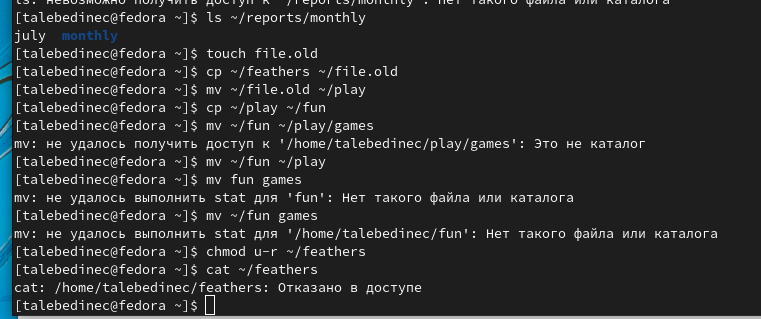 ls: невозможно получить доступ к '/reports/monthly': Нет такого файла или каталога
[talebedinec@fedora ~]$ ls ~/reports/monthly
july monthly
[talebedinec@fedora ~]$ touch file.old
[talebedinec@fedora ~]$ cp ~/feathers ~/file.old
[talebedinec@fedora ~]$ mv ~/file.old ~/play
[talebedinec@fedora ~]$ cp ~/play ~/fun
[talebedinec@fedora ~]$ mv ~/fun ~/play/games
mv: не удалось получить доступ к '/home/talebedinec/play/games': Это не каталог
[talebedinec@fedora ~]$ mv ~/fun ~/play
[talebedinec@fedora ~]$ mv fun games
mv: не удалось выполнить stat для 'fun': Нет такого файла или каталога
[talebedinec@fedora ~]$ mv ~/fun games
mv: не удалось выполнить stat для '/home/talebedinec/fun': Нет такого файла или каталога
[talebedinec@fedora ~]$ chmod u-r ~/feathers
[talebedinec@fedora ~]$ cat ~/feathers
cat: /home/talebedinec/feathers: Отказано в доступе
[talebedinec@fedora ~]$